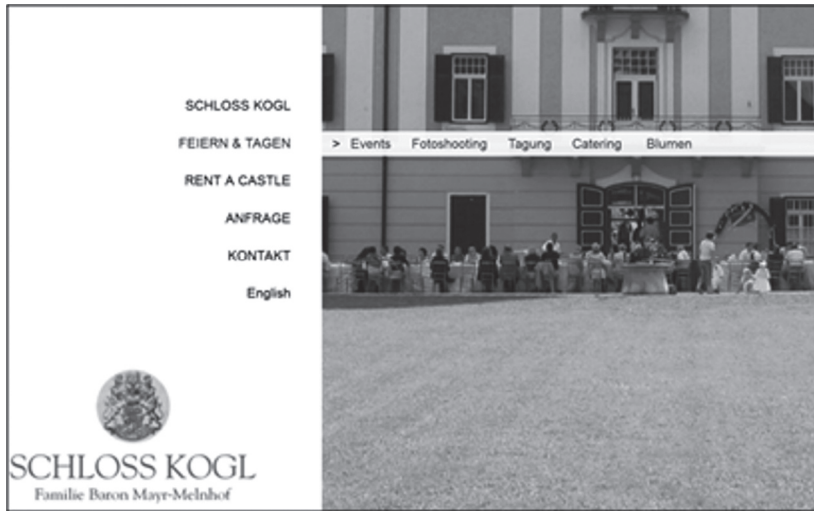 SCHLOSS KOGL
FEIERN & TAGEN
> Events Fotoshooting Tagung Catering Blumen
RENT A CASTLE
ANFRAGE
KONTAKT
English
SCHLOSS KOGL
Familie Baron Mayr-Melnhof